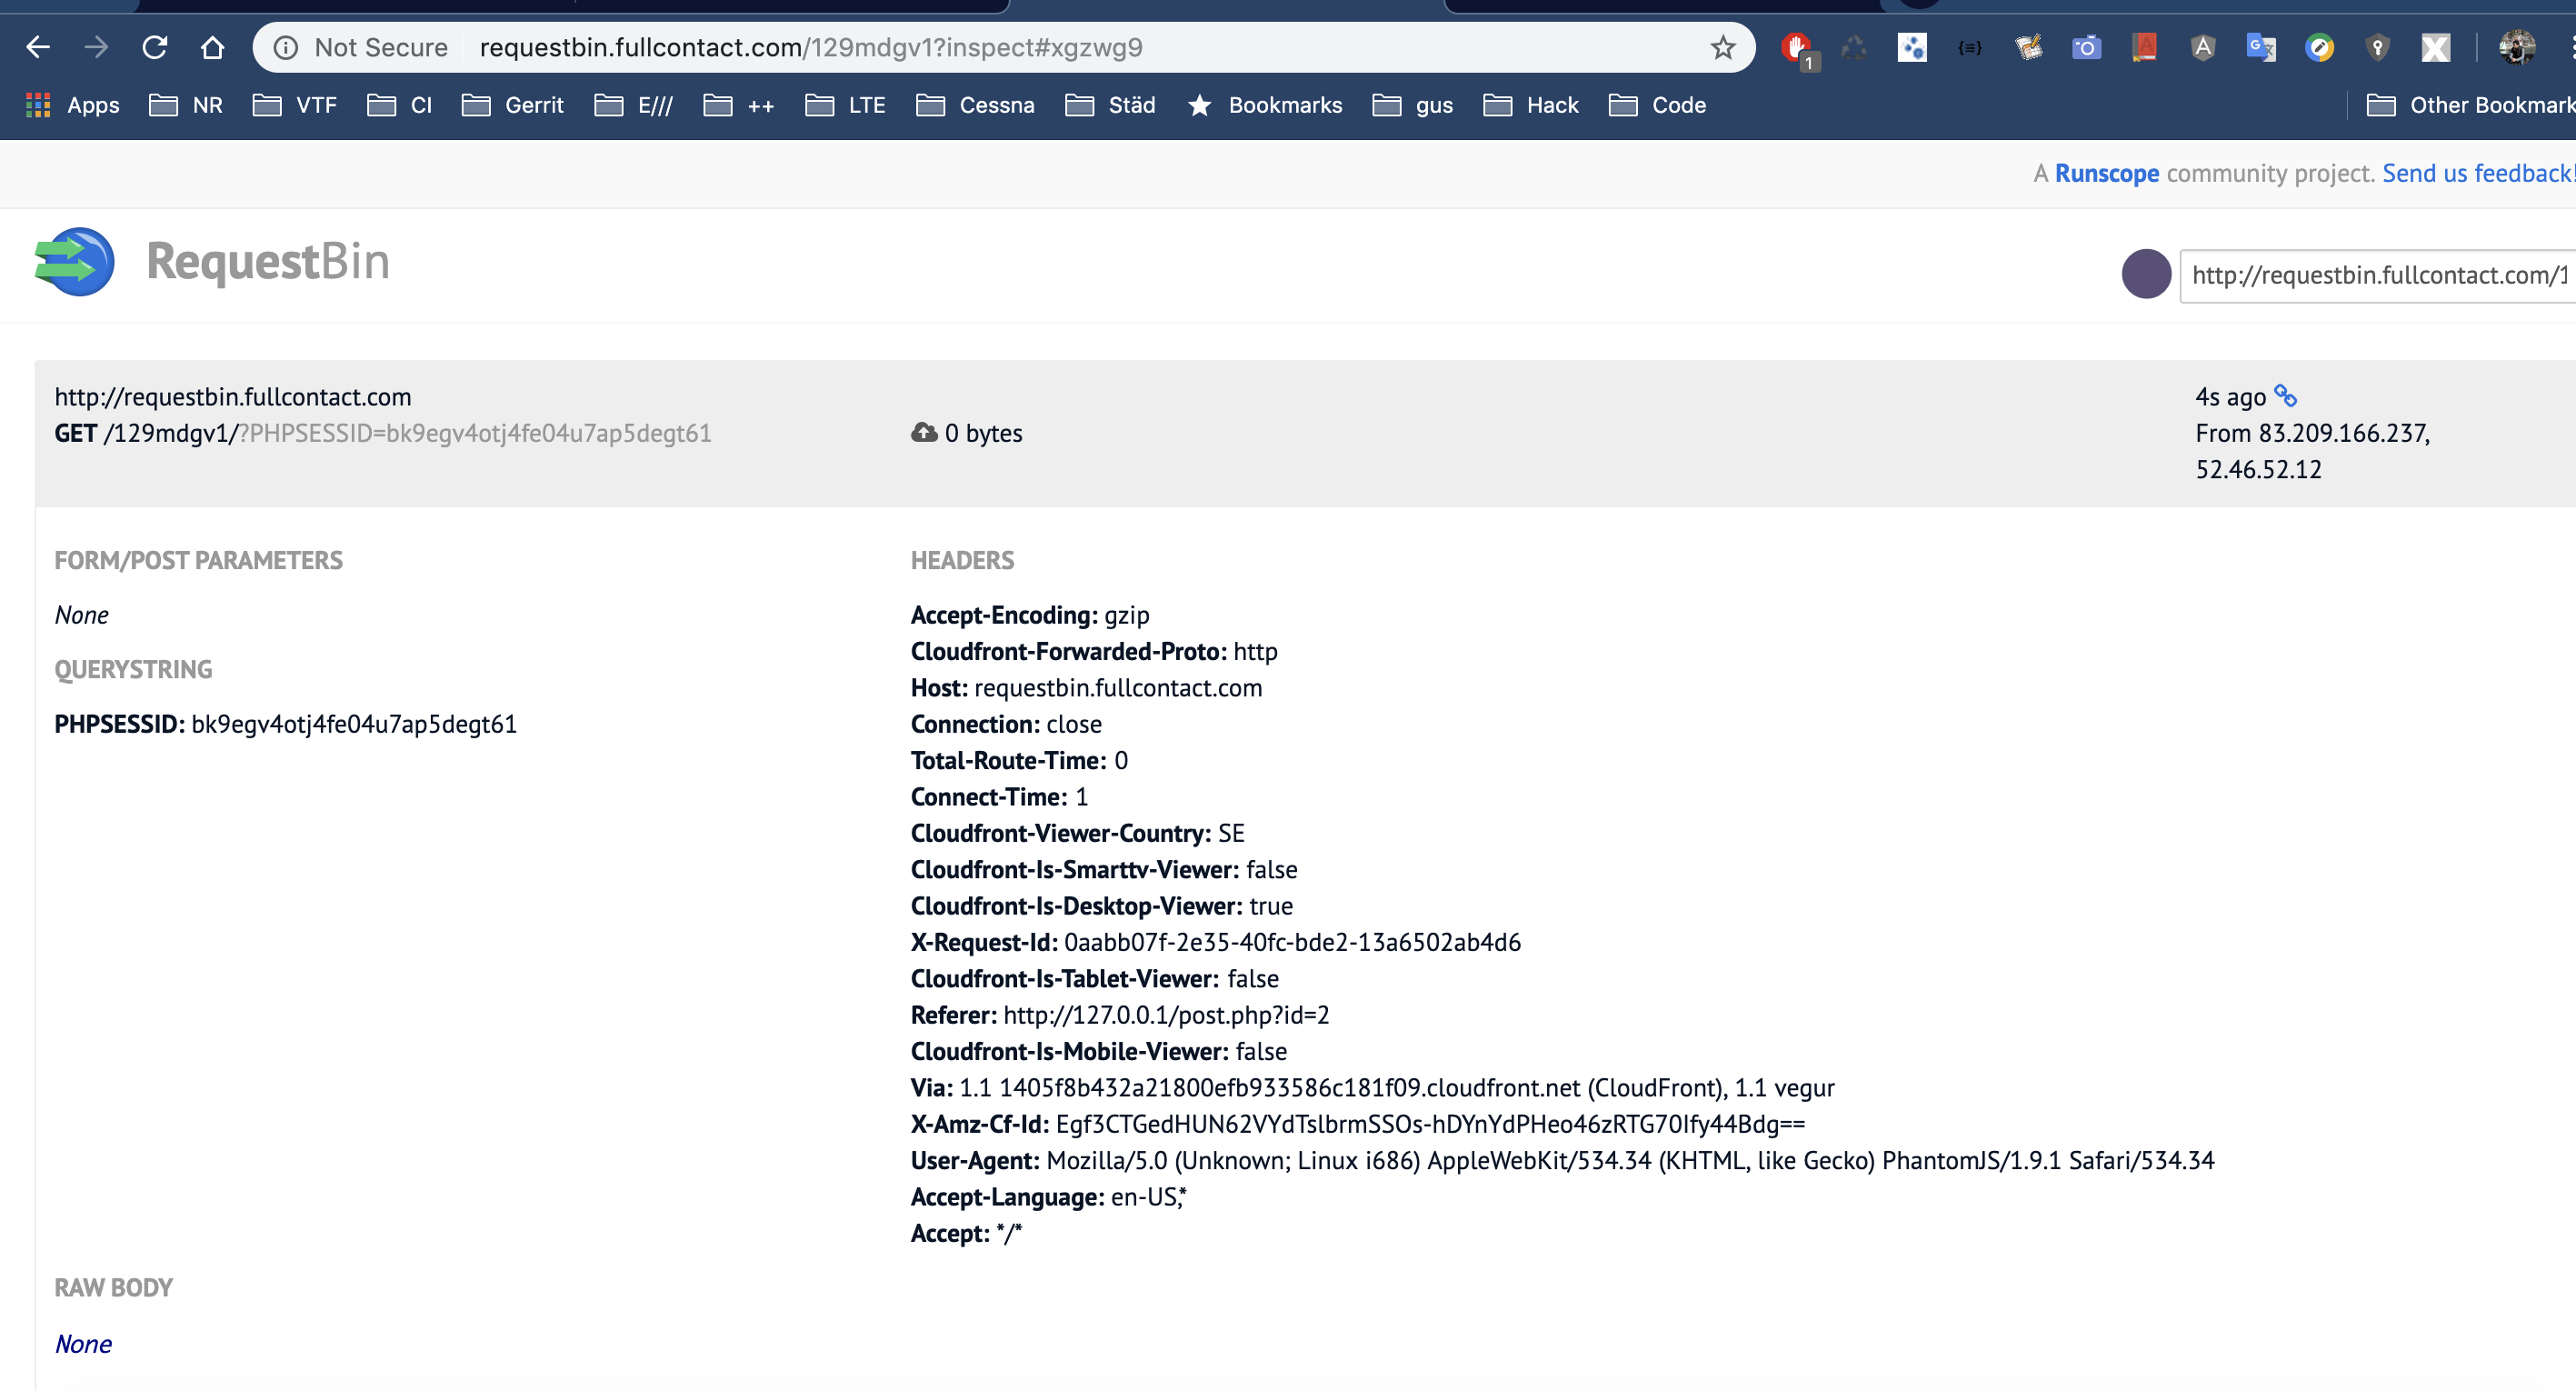 Not Secure requestbin.fullcontact.com/129mdgv1?inspect#xgzwg9
1
Apps NR VTF CI Gerrit E/// ++ LTE Cessna Städ Bookmarks gus Hack Code Other Bookmark
A Runscope community project. Send us feedback!
RequestBin
http://requestbin.fullcontact.com/1
http://requestbin.fullcontact.com
GET /129mdgv1/?PHPSESSID=bk9egv4otj4fe04u7ap5degt61
0 bytes
4s ago
From 83.209.166.237,
52.46.52.12
FORM/POST PARAMETERS
None
QUERYSTRING
PHPSESSID: bk9egv4otj4fe04u7ap5degt61
HEADERS
Accept-Encoding: gzip
Cloudfront-Forwarded-Proto: http
Host: requestbin.fullcontact.com
Connection: close
Total-Route-Time: 0
Connect-Time: 1
Cloudfront-Viewer-Country: SE
Cloudfront-Is-Smarttv-Viewer: false
Cloudfront-Is-Desktop-Viewer: true
X-Request-Id: 0aabb07f-2e35-40fc-bde2-13a6502ab4d6
Cloudfront-Is-Tablet-Viewer: false
Referer: http://127.0.0.1/post.php?id=2
Cloudfront-Is-Mobile-Viewer: false
Via: 1.1 1405f8b432a21800efb933586c181f09.cloudfront.net (CloudFront), 1.1 vegur
X-Amz-Cf-Id: Egf3CTGedHUN62VYdTslbrmSSOs-hDYnYdPHeo46zRTG70Ify44Bdg==
User-Agent: Mozilla/5.0 (Unknown; Linux i686) AppleWebKit/534.34 (KHTML, like Gecko) PhantomJS/1.9.1 Safari/534.34
Accept-Language: en-US,*
Accept: */*
RAW BODY
None